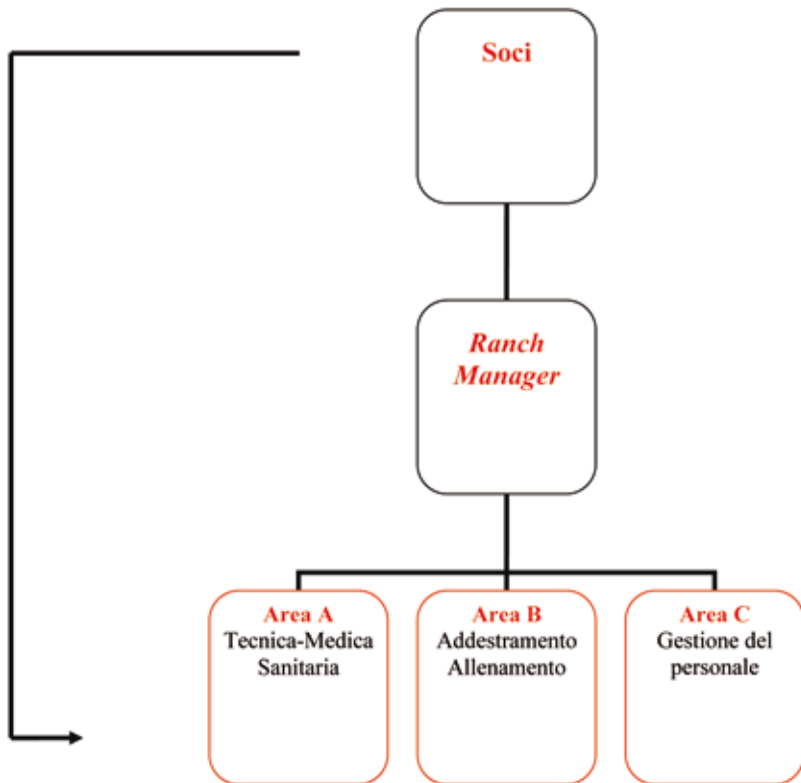 Soci
Ranch
Manager
Area A
Tecnica-Medica
Sanitaria
Area B
Addestramento
Allenamento
Area C
Gestione del
personale